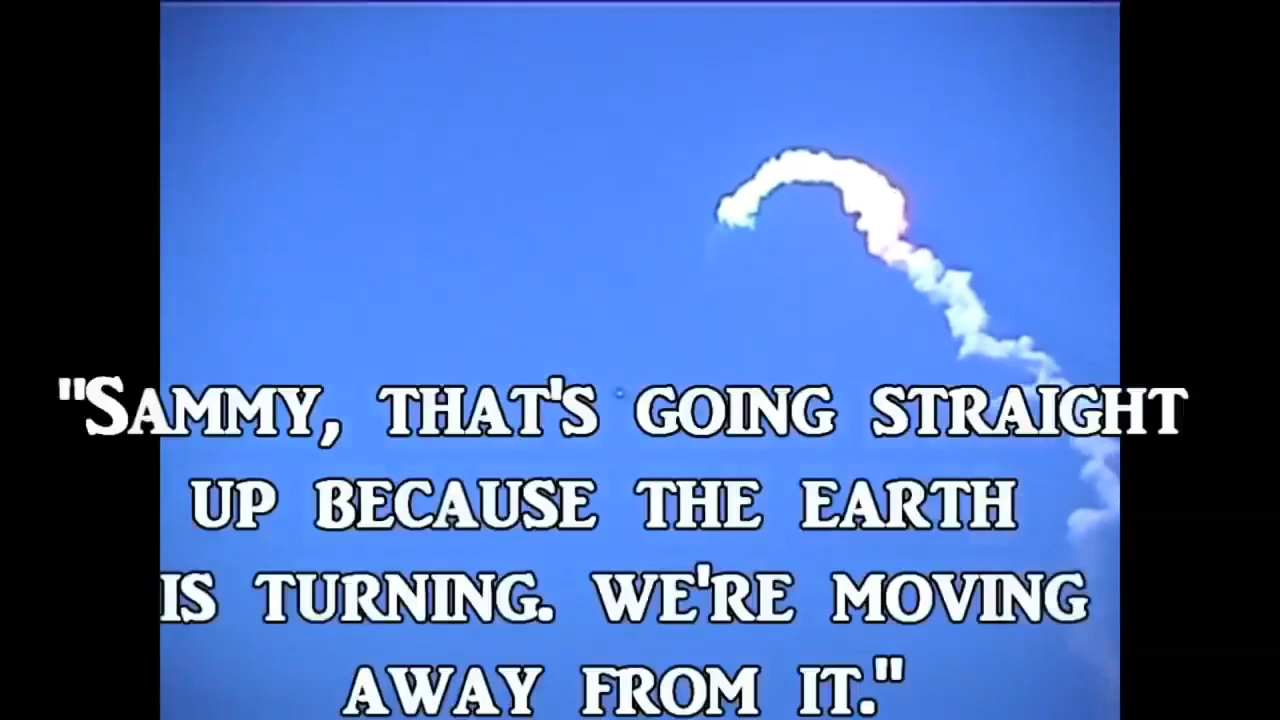 "Sammy, that's going straight
up because the Earth
is turning. We're moving
away from it."